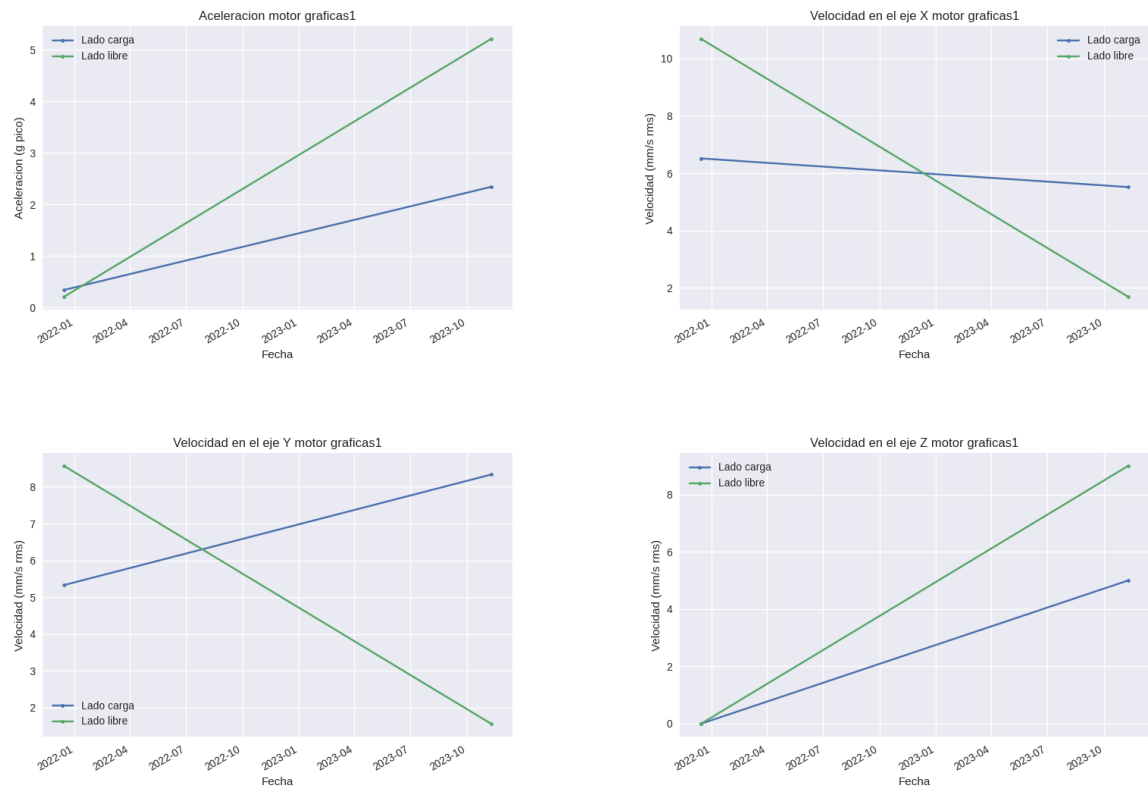 Aceleracion motor graficas1
Lado carga
Lado libre
5
4
3
2
1
0
Aceleracion (g pico)
2022-01
2022-04
2022-07
2022-10
2023-01
2023-04
2023-07
2023-10
Fecha
Velocidad en el eje X motor graficas1
Lado carga
Lado libre
10
8
6
4
2
Velocidad (mm/s rms)
2022-01
2022-04
2022-07
2022-10
2023-01
2023-04
2023-07
2023-10
Fecha
Velocidad en el eje Y motor graficas1
8
7
6
5
4
3
2
Velocidad (mm/s rms)
Lado carga
Lado libre
2022-01
2022-04
2022-07
2022-10
2023-01
2023-04
2023-07
2023-10
Fecha
Velocidad en el eje Z motor graficas1
Lado carga
Lado libre
8
6
4
2
0
Velocidad (mm/s rms)
2022-01
2022-04
2022-07
2022-10
2023-01
2023-04
2023-07
2023-10
Fecha